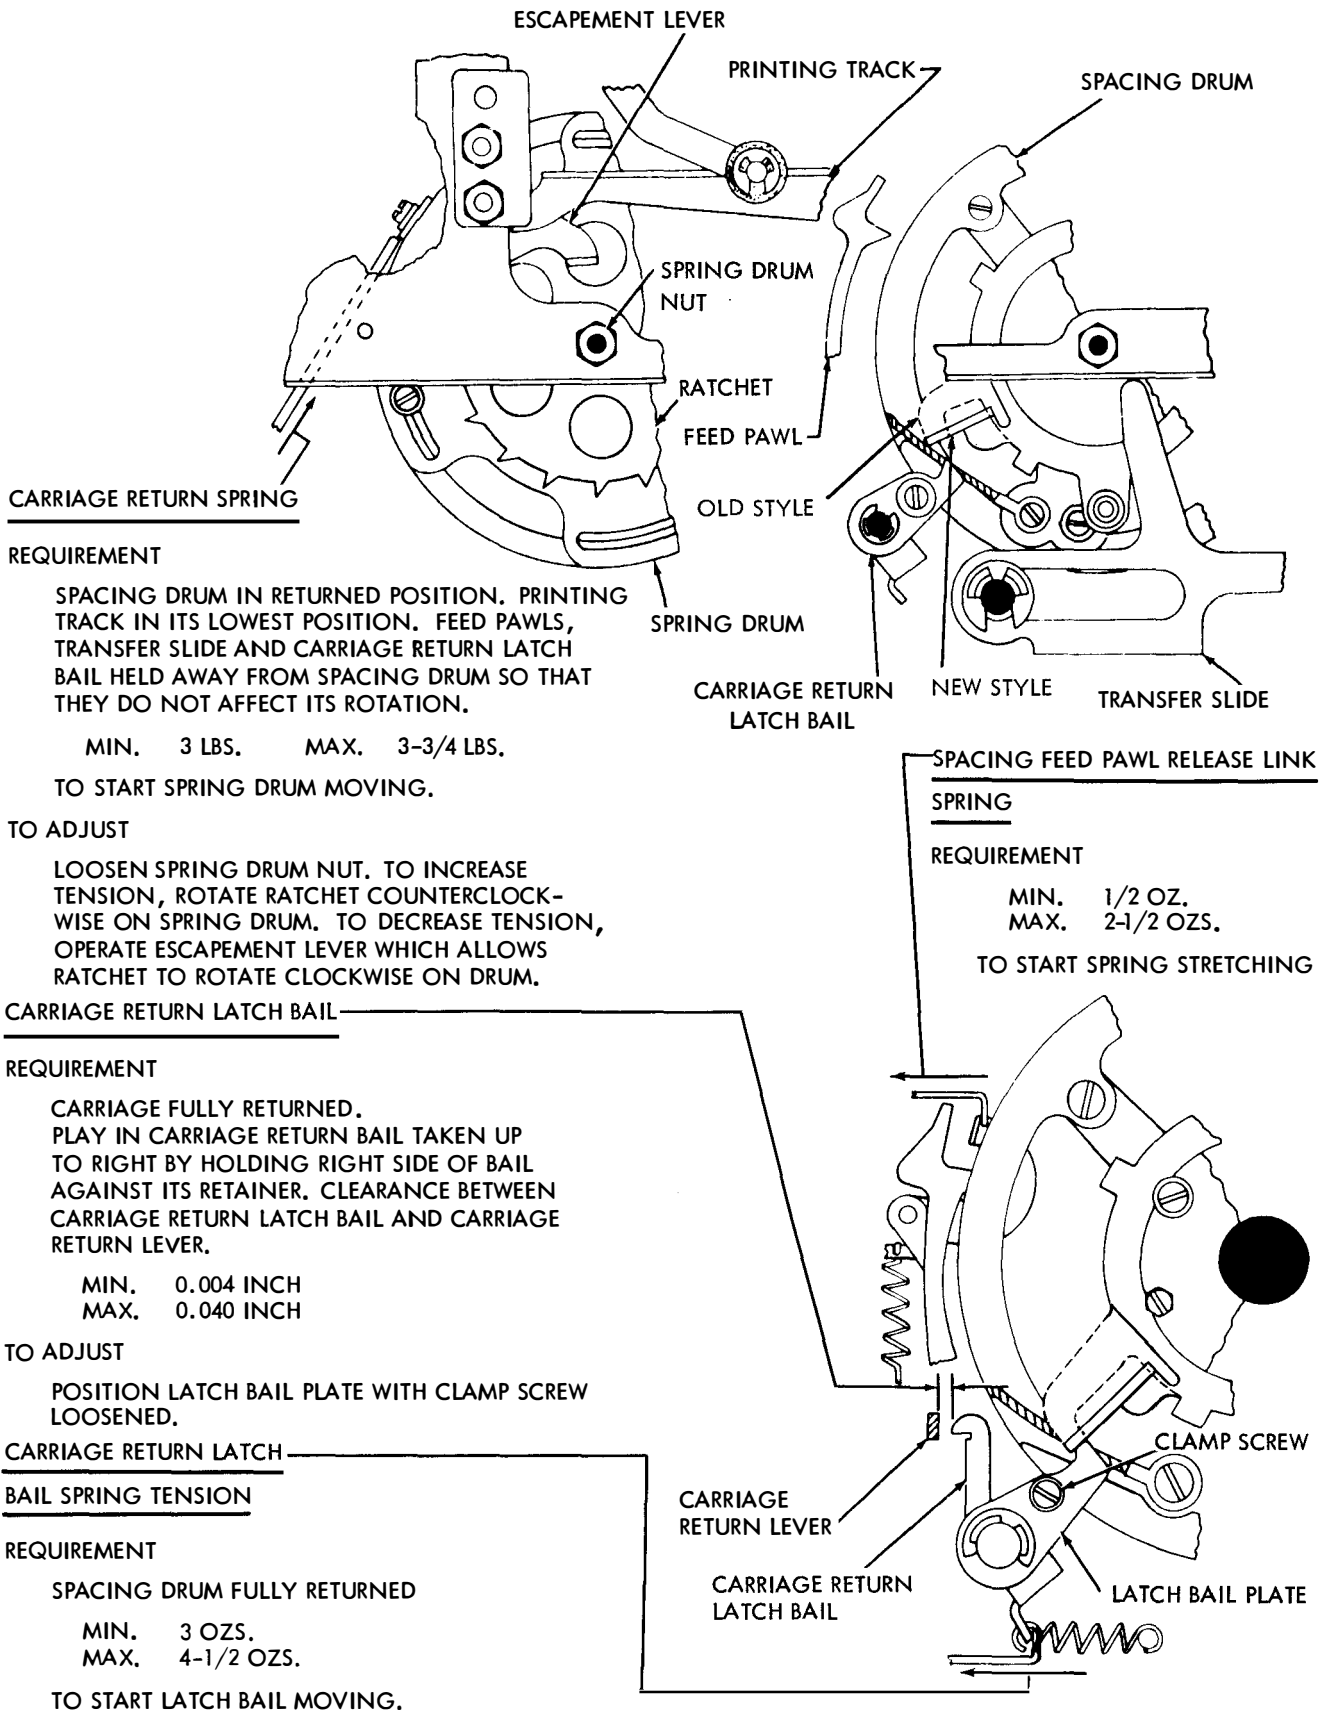 ESCAPEMENT LEVER
PRINTING TRACK
SPACING DRUM
SPRING DRUM
NUT
RATCHET
FEED PAWL
OLD STYLE
SPRING DRUM
CARRIAGE RETURN
LATCH BAIL
NEW STYLE
TRANSFER SLIDE
CARRIAGE RETURN SPRING
REQUIREMENT
SPACING DRUM IN RETURNED POSITION. PRINTING
TRACK IN ITS LOWEST POSITION. FEED PAWLS,
TRANSFER SLIDE AND CARRIAGE RETURN LATCH
BAIL HELD AWAY FROM SPACING DRUM SO THAT
THEY DO NOT AFFECT ITS ROTATION.
MIN. 3 LBS. MAX. 3-3/4 LBS.
TO START SPRING DRUM MOVING.
TO ADJUST
LOOSEN SPRING DRUM NUT. TO INCREASE
TENSION, ROTATE RATCHET COUNTERCLOCK-
WISE ON SPRING DRUM. TO DECREASE TENSION,
OPERATE ESCAPEMENT LEVER WHICH ALLOWS
RATCHET TO ROTATE CLOCKWISE ON DRUM.
SPACING FEED PAWL RELEASE LINK
SPRING
REQUIREMENT
MIN. 1/2 OZ.
MAX. 2-1/2 OZS.
TO START SPRING STRETCHING
CARRIAGE RETURN LATCH BAIL
REQUIREMENT
CARRIAGE FULLY RETURNED.
PLAY IN CARRIAGE RETURN BAIL TAKEN UP
TO RIGHT BY HOLDING RIGHT SIDE OF BAIL
AGAINST ITS RETAINER. CLEARANCE BETWEEN
CARRIAGE RETURN LATCH BAIL AND CARRIAGE
RETURN LEVER.
MIN. 0.004 INCH
MAX. 0.040 INCH
TO ADJUST
POSITION LATCH BAIL PLATE WITH CLAMP SCREW
LOOSENED.
CARRIAGE RETURN LATCH
BAIL SPRING TENSION
REQUIREMENT
SPACING DRUM FULLY RETURNED
MIN. 3 OZS.
MAX. 4-1/2 OZS.
TO START LATCH BAIL MOVING.
CLAMP SCREW
CARRIAGE
RETURN LEVER
CARRIAGE RETURN
LATCH BAIL
LATCH BAIL PLATE